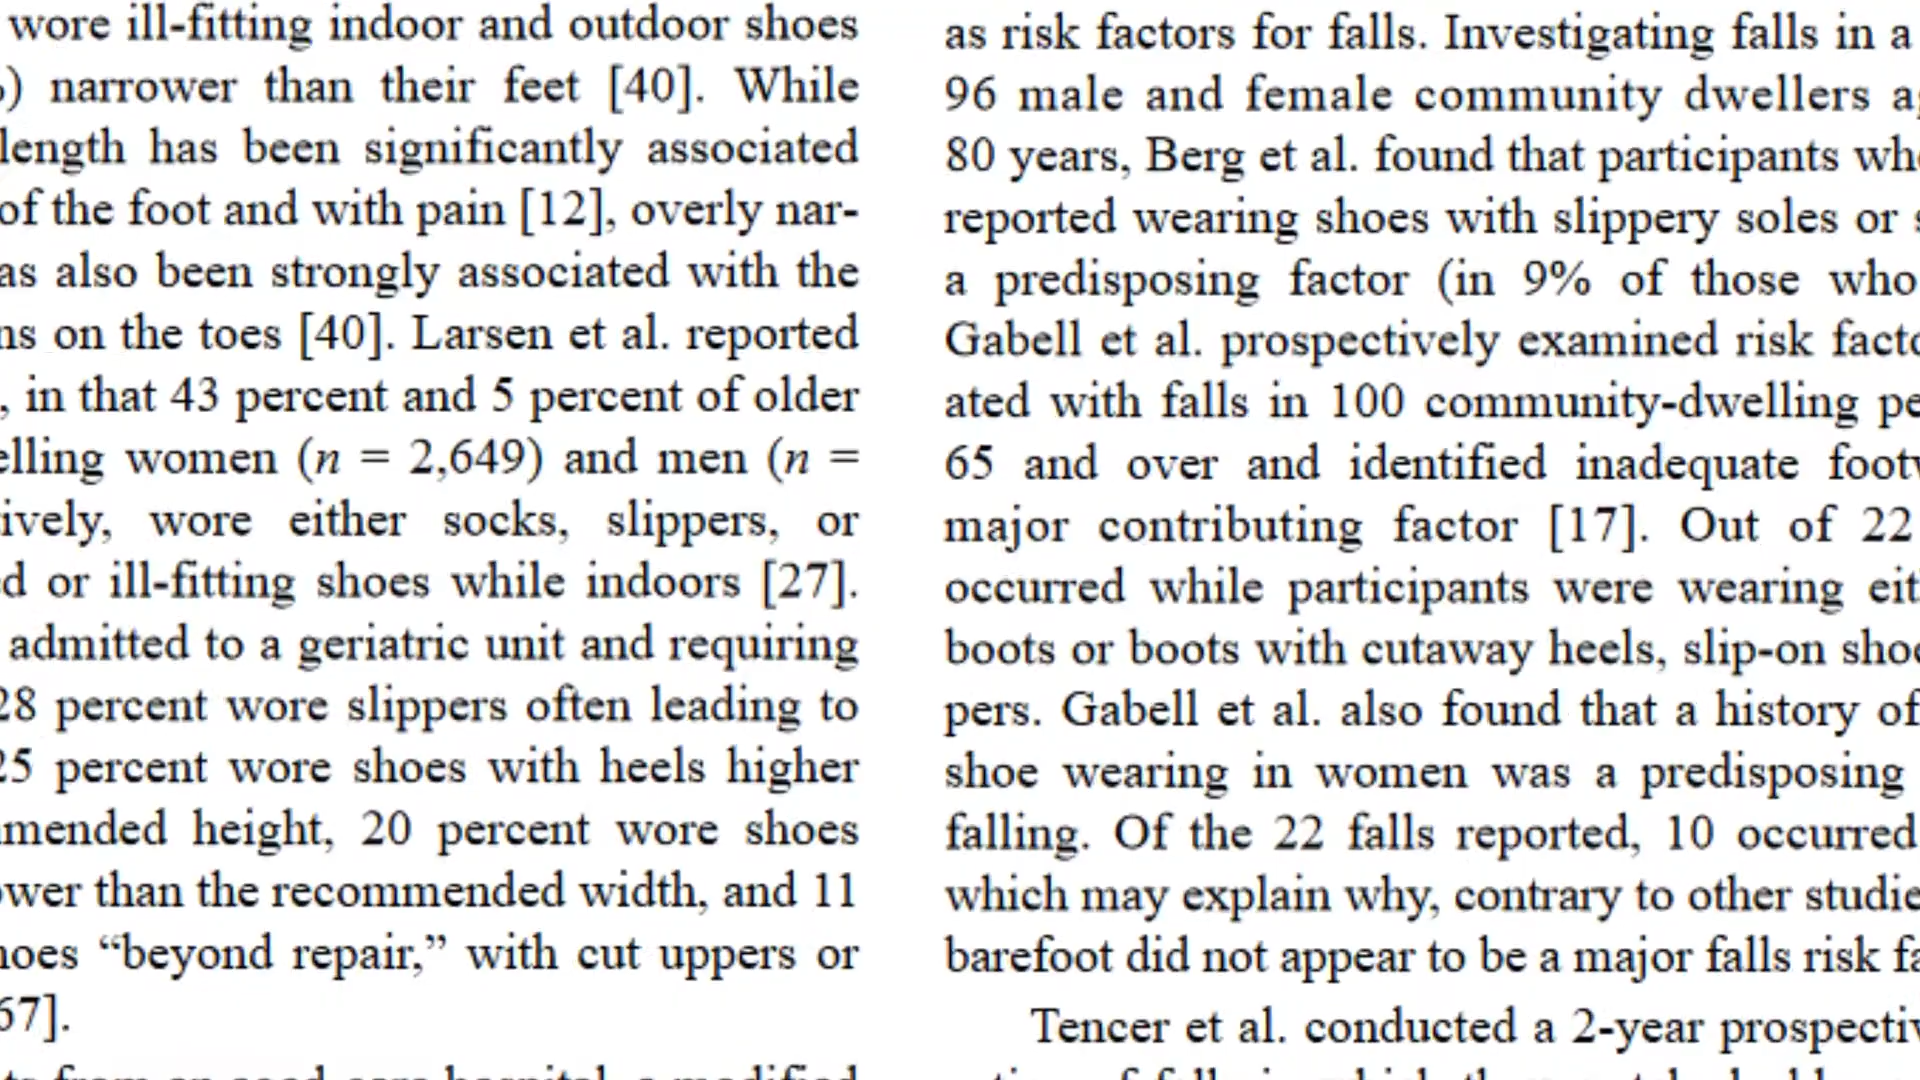 wore ill-fitting indoor and outdoor shoes
) narrower than their feet [40]. While
length has been significantly associated
of the foot and with pain [12], overly nar-
as also been strongly associated with the
ns on the toes [40]. Larsen et al. reported
, in that 43 percent and 5 percent of older
elling women (n = 2,649) and men (n =
ively, wore either socks, slippers, or
d or ill-fitting shoes while indoors [27].
admitted to a geriatric unit and requiring
28 percent wore slippers often leading to
25 percent wore shoes with heels higher
mended height, 20 percent wore shoes
ower than the recommended width, and 11
hoes “beyond repair,” with cut uppers or
67].
as risk factors for falls. Investigating falls in a
96 male and female community dwellers ag
80 years, Berg et al. found that participants who
reported wearing shoes with slippery soles or s
a predisposing factor (in 9% of those who
Gabell et al. prospectively examined risk facto
ated with falls in 100 community-dwelling pe
65 and over and identified inadequate footw
major contributing factor [17]. Out of 22
occurred while participants were wearing eit
boots or boots with cutaway heels, slip-on shoe
pers. Gabell et al. also found that a history of
shoe wearing in women was a predisposing
falling. Of the 22 falls reported, 10 occurred
which may explain why, contrary to other studie
barefoot did not appear to be a major falls risk fa
Tencer et al. conducted a 2-year prospectiv